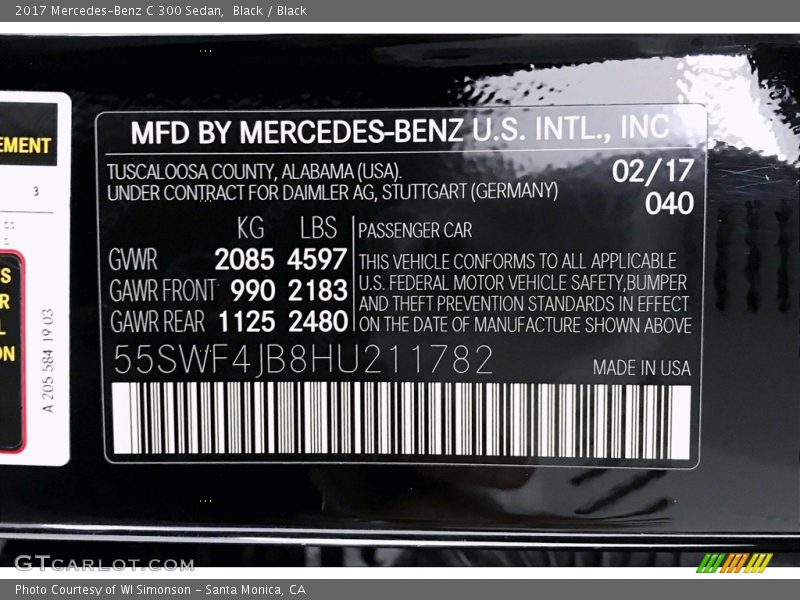 2017 Mercedes-Benz C 300 Sedan,  Black / Black
EMENT
3
S
R
L
ON
A 205 584 19 03
MFD BY MERCEDES-BENZ U.S. INTL., INC
TUSCALOOSA COUNTY, ALABAMA (USA). 02/17
UNDER CONTRACT FOR DAIMLER AG, STUTTGART (GERMANY) 040
KG LBS PASSENGER CAR
GWR 2085 4597 THIS VEHICLE CONFORMS TO ALL APPLICABLE
U.S. FEDERAL MOTOR VEHICLE SAFETY,BUMPER
GAWR FRONT 990 2183 AND THEFT PREVENTION STANDARDS IN EFFECT
GAWR REAR 1125 2480 ON THE DATE OF MANUFACTURE SHOWN ABOVE
55SWF4JB8HU211782 MADE IN USA
GTCARLOT.COM
Photo Courtesy of WI Simonson - Santa Monica, CA